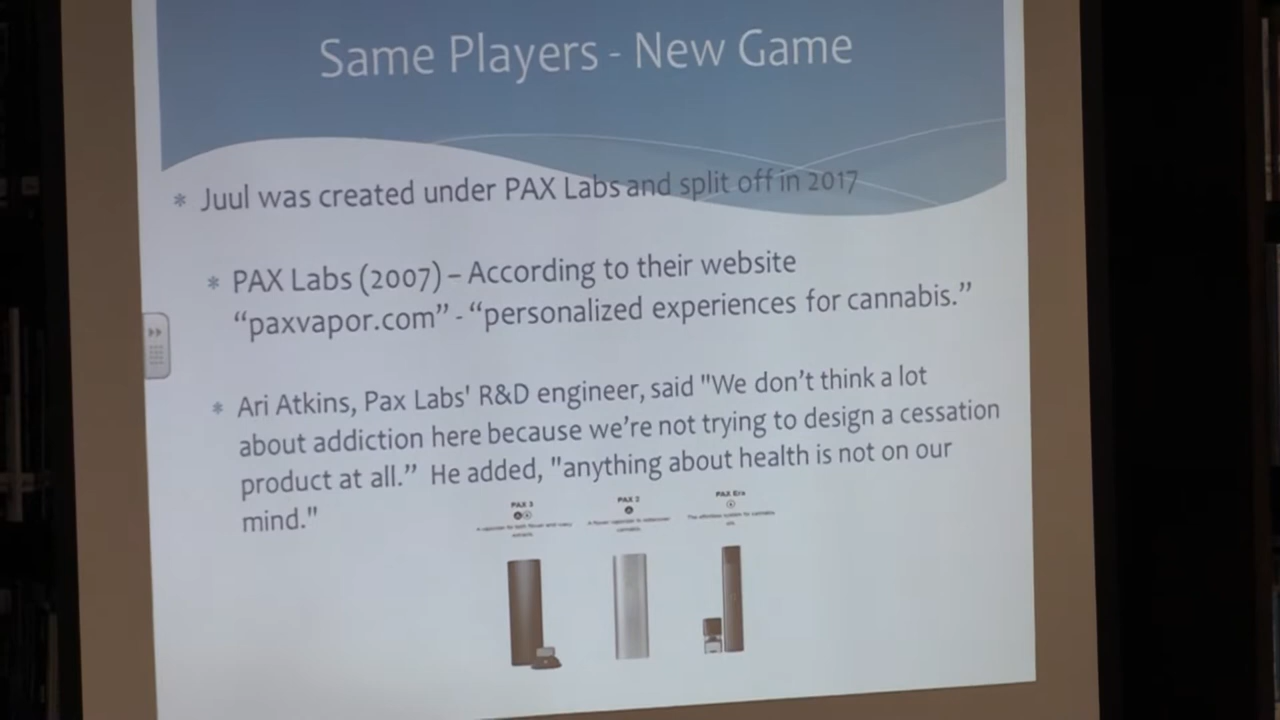 Same Players - New Game
* Juul was created under PAX Labs and split off in 2017
* PAX Labs (2007) – According to their website
“paxvapor.com” - “personalized experiences for cannabis.”
* Ari Atkins, Pax Labs' R&D engineer, said "We don’t think a lot
about addiction here because we’re not trying to design a cessation
product at all.” He added, "anything about health is not on our
mind."
PAX 3 PAX 2 PAX Era